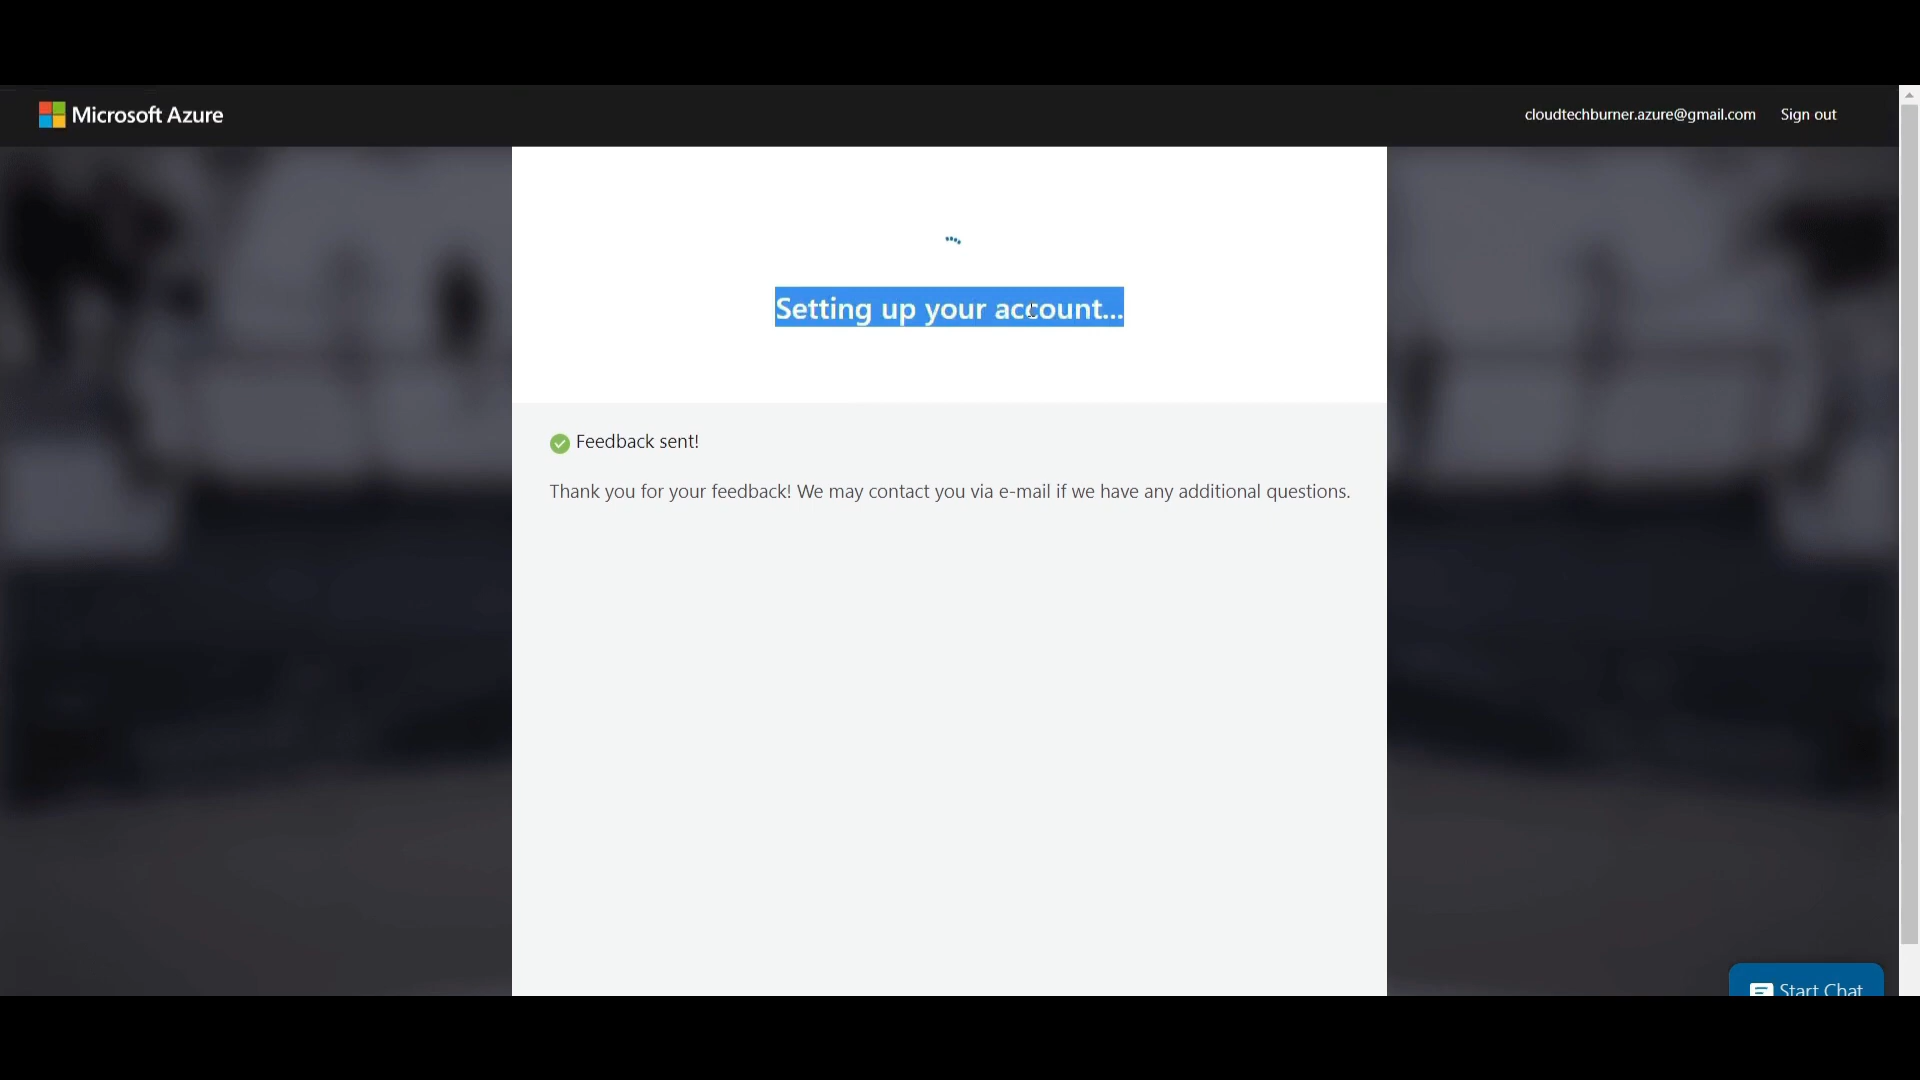 Microsoft Azure
cloudtechburner.azure@gmail.com
Sign out
Setting up your account...
Feedback sent!
Thank you for your feedback! We may contact you via e-mail if we have any additional questions.
Start Chat